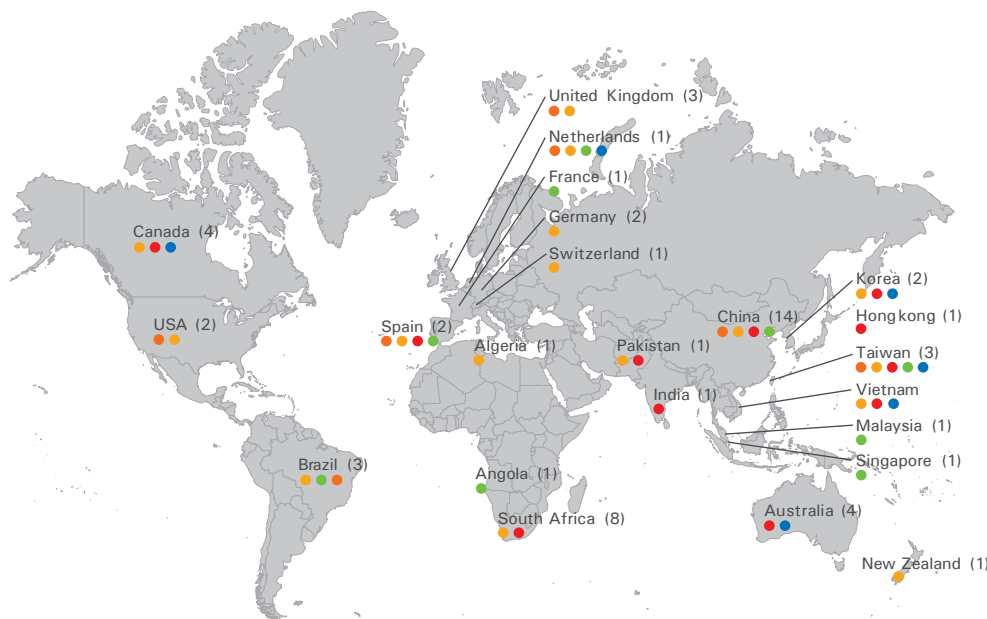 United Kingdom (3)
Netherlands (1)
France (1)
Germany (2)
Switzerland (1)
Canada (4)
USA (2)
Spain (2)
Algeria (1)
Pakistan (1)
India (1)
China (14)
Korea (2)
Hongkong (1)
Taiwan (3)
Vietnam
Malaysia (1)
Singapore (1)
Brazil (3)
Angola (1)
South Africa (8)
Australia (4)
New Zealand (1)